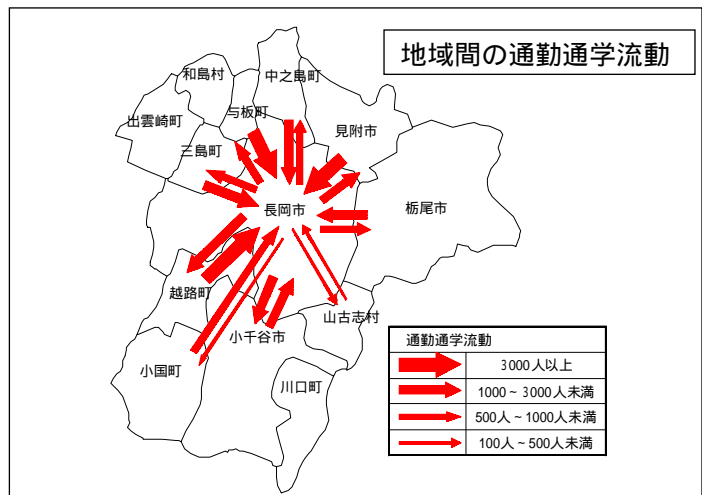 地域間の通勤通学流動
中之島町
和島村
与板町
出雲崎町
見附市
三島町
長岡市
栃尾市
越路町
山古志村
小千谷市
小国町
川口町
通勤通学流動
3000人以上
1000～3000人未満
500人～1000人未満
100人～500人未満